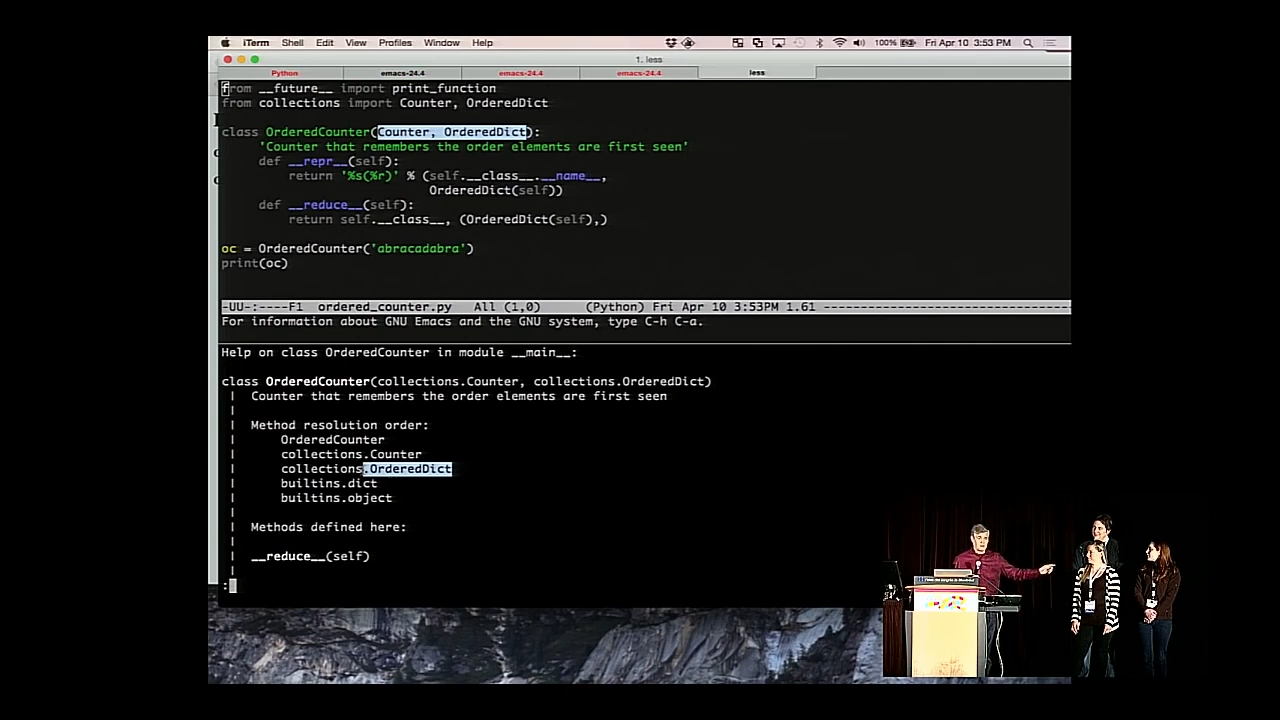 iTerm Shell Edit View Profiles Window Help 100% Fri Apr 10 3:53 PM
1. less
Python emacs-24.4 emacs-24.4 emacs-24.4 less
from __future__ import print_function
from collections import Counter, OrderedDict
class OrderedCounter(Counter, OrderedDict):
'Counter that remembers the order elements are first seen'
def __repr__(self):
return '%s(%r)' % (self.__class__.__name__,
OrderedDict(self))
def __reduce__(self):
return self.__class__, (OrderedDict(self),)
oc = OrderedCounter('abracadabra')
print(oc)
-UU-:----F1 ordered_counter.py All (1,0) (Python) Fri Apr 10 3:53PM 1.61 ----------------------------------
For information about GNU Emacs and the GNU system, type C-h C-a.
Help on class OrderedCounter in module __main__:
class OrderedCounter(collections.Counter, collections.OrderedDict)
| Counter that remembers the order elements are first seen
|
| Method resolution order:
| OrderedCounter
| collections.Counter
| collections.OrderedDict
| builtins.dict
| builtins.object
|
| Methods defined here:
|
| __reduce__(self)
|
: